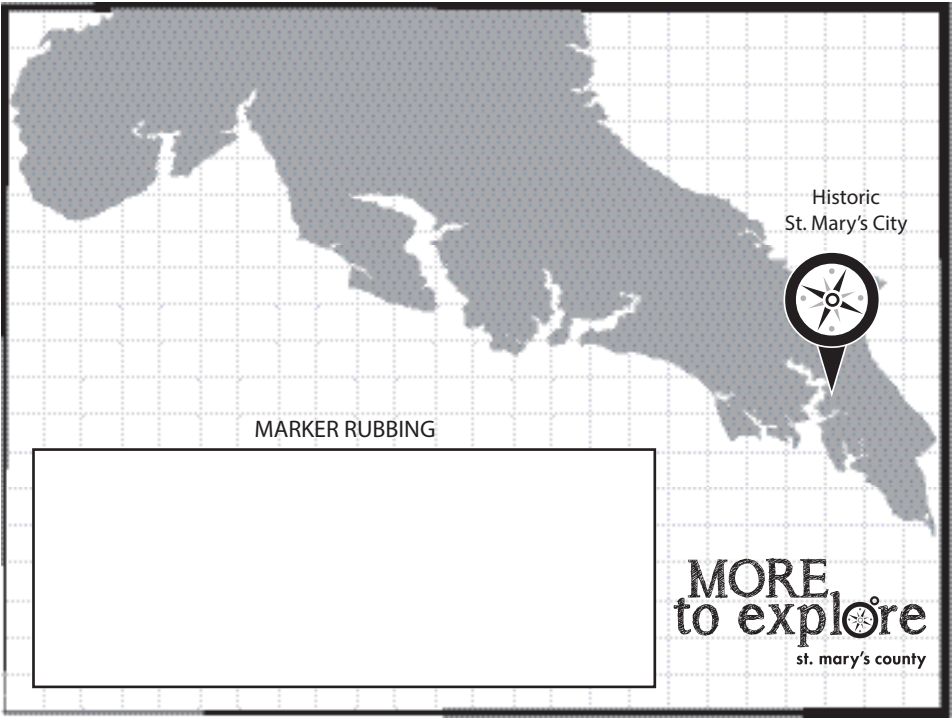 Historic
St. Mary's City
MARKER RUBBING
MORE
to explore
st. mary's county